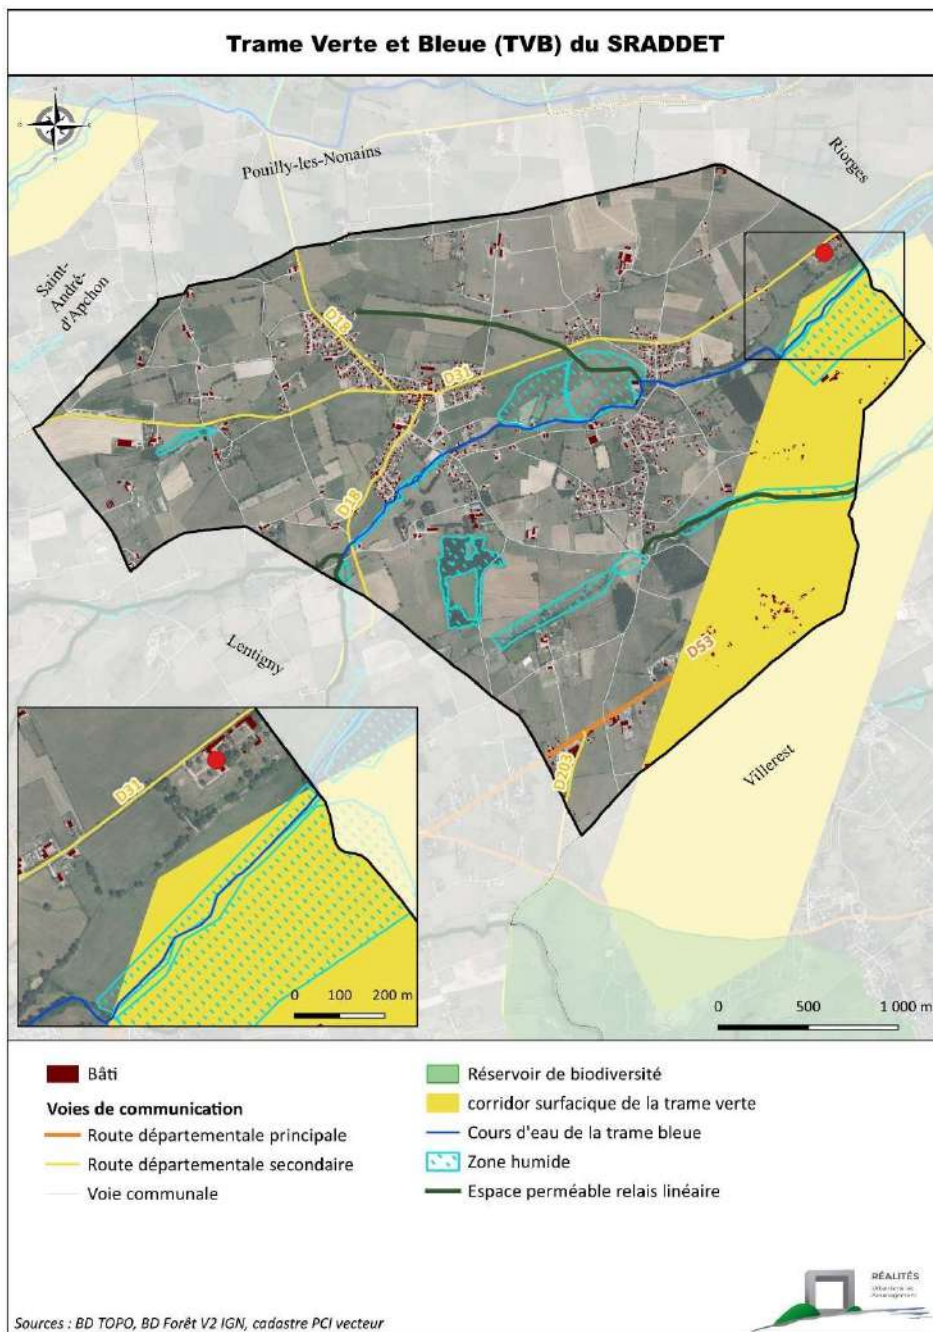 Trame Verte et Bleue (TVB) du SRADDET
Pouilly-les-Nonains
Riorges
Saint-
André-
d'Apchon
D18
D31
D18
Lentigny
D53
D203
Villerest
D31
0 100 200 m
0 500 1 000 m
Bâti
Voies de communication
Route départementale principale
Route départementale secondaire
Voie communale
Réservoir de biodiversité
corridor surfacique de la trame verte
Cours d'eau de la trame bleue
Zone humide
Espace perméable relais linéaire
RÉALITÉS
Urbanisme et
Aménagement
Sources : BD TOPO, BD Forêt V2 IGN, cadastre PCI vecteur